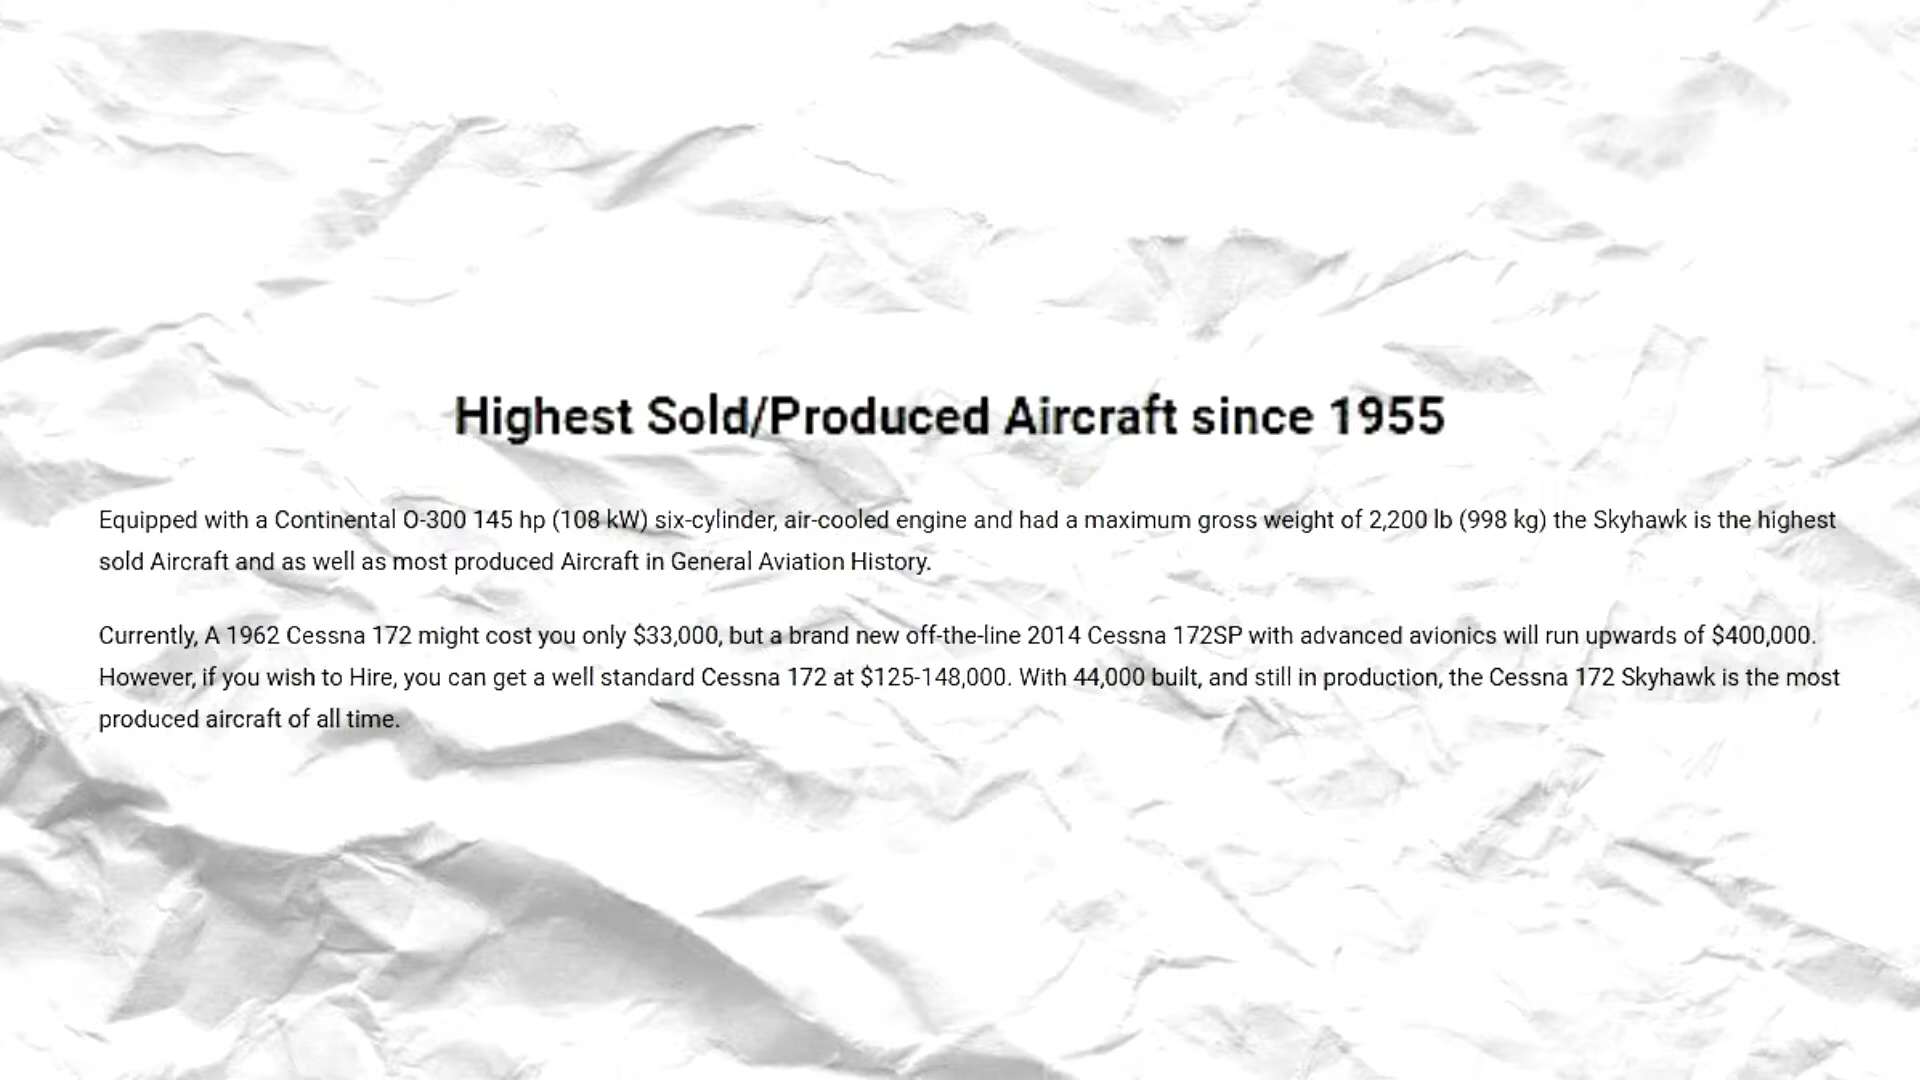 Highest Sold/Produced Aircraft since 1955
Equipped with a Continental O-300 145 hp (108 kW) six-cylinder, air-cooled engine and had a maximum gross weight of 2,200 lb (998 kg) the Skyhawk is the highest
sold Aircraft and as well as most produced Aircraft in General Aviation History.
Currently, A 1962 Cessna 172 might cost you only $33,000, but a brand new off-the-line 2014 Cessna 172SP with advanced avionics will run upwards of $400,000.
However, if you wish to Hire, you can get a well standard Cessna 172 at $125-148,000. With 44,000 built, and still in production, the Cessna 172 Skyhawk is the most
produced aircraft of all time.